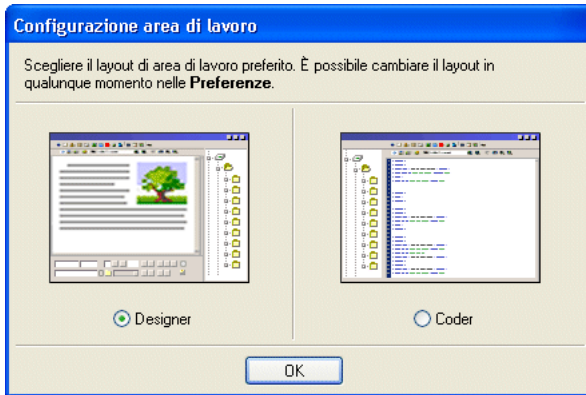 Configurazione area di lavoro
Scegliere il layout di area di lavoro preferito. È possibile cambiare il layout in
qualunque momento nelle Preferenze.
Designer
Coder
OK